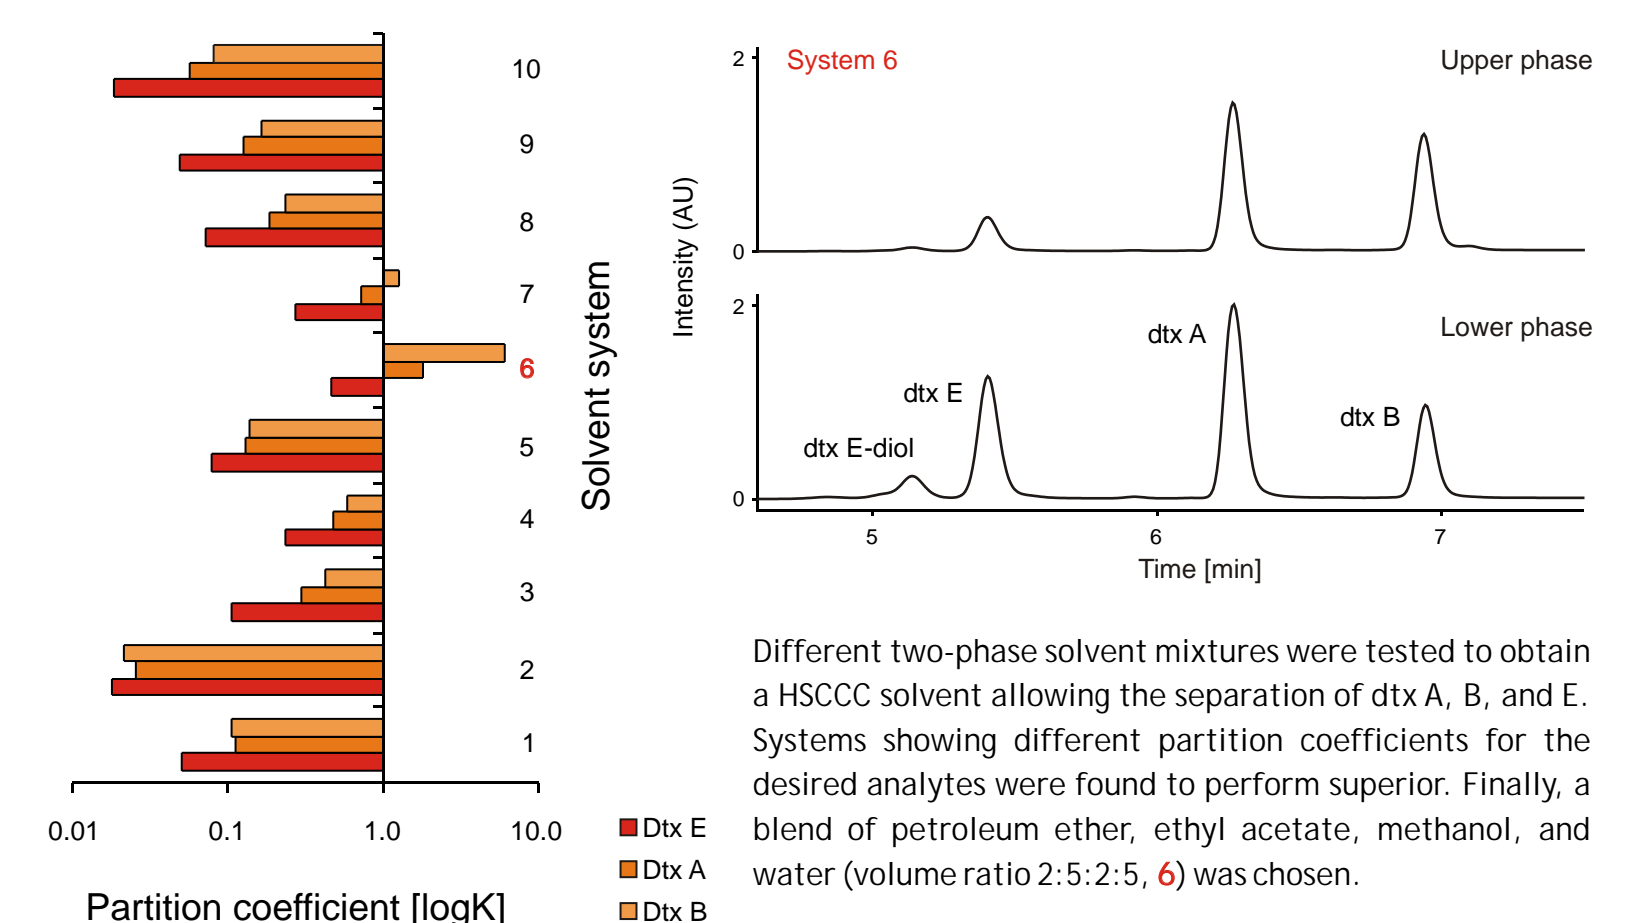 10
9
8
7
6
5
4
3
2
1
Solvent system
0.01 0.1 1.0 10.0
Partition coefficient [logK]
Dtx E
Dtx A
Dtx B
System 6
Upper phase
2
0
Intensity (AU)
2
0
Lower phase
dtx A
dtx E
dtx B
dtx E-diol
5 6 7
Time [min]
Different two-phase solvent mixtures were tested to obtain
a HSCCC solvent allowing the separation of dtx A, B, and E.
Systems showing different partition coefficients for the
desired analytes were found to perform superior. Finally, a
blend of petroleum ether, ethyl acetate, methanol, and
water (volume ratio 2:5:2:5, 6) was chosen.